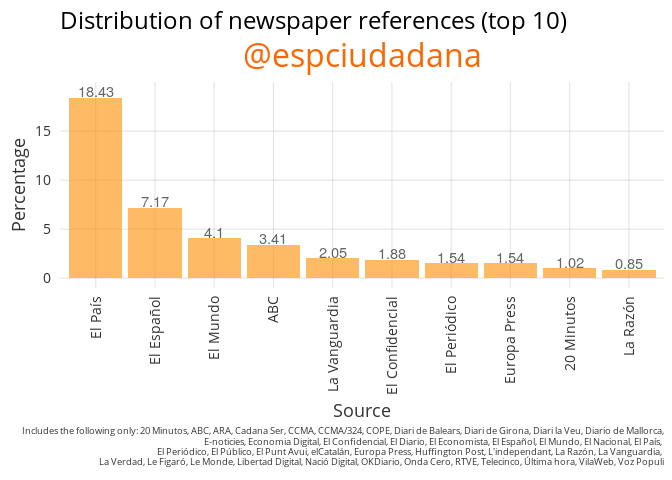 Distribution of newspaper references (top 10)
@espciudadana
18.43
7.17
4.1
3.41
2.05
1.88
1.54
1.54
1.02
0.85
Percentage
15
10
5
0
El País
El Español
El Mundo
ABC
La Vanguardia
El Confidencial
El Periódico
Europa Press
20 Minutos
La Razón
Source
Includes the following only: 20 Minutos, ABC, ARA, Cadana Ser, CCMA, CCMA/324, COPE, Diari de Balears, Diari de Girona, Diari la Veu, Diario de Mallorca,
E-noticies, Economia Digital, El Confidencial, El Diario, El Economista, El Español, El Mundo, El Nacional, El País,
El Periódico, El Público, El Punt Avui, elCatalán, Europa Press, Huffington Post, L'independant, La Razón, La Vanguardia,
La Verdad, Le Figaró, Le Monde, Libertad Digital, Nació Digital, OKDiario, Onda Cero, RTVE, Telecinco, Última hora, VilaWeb, Voz Populi